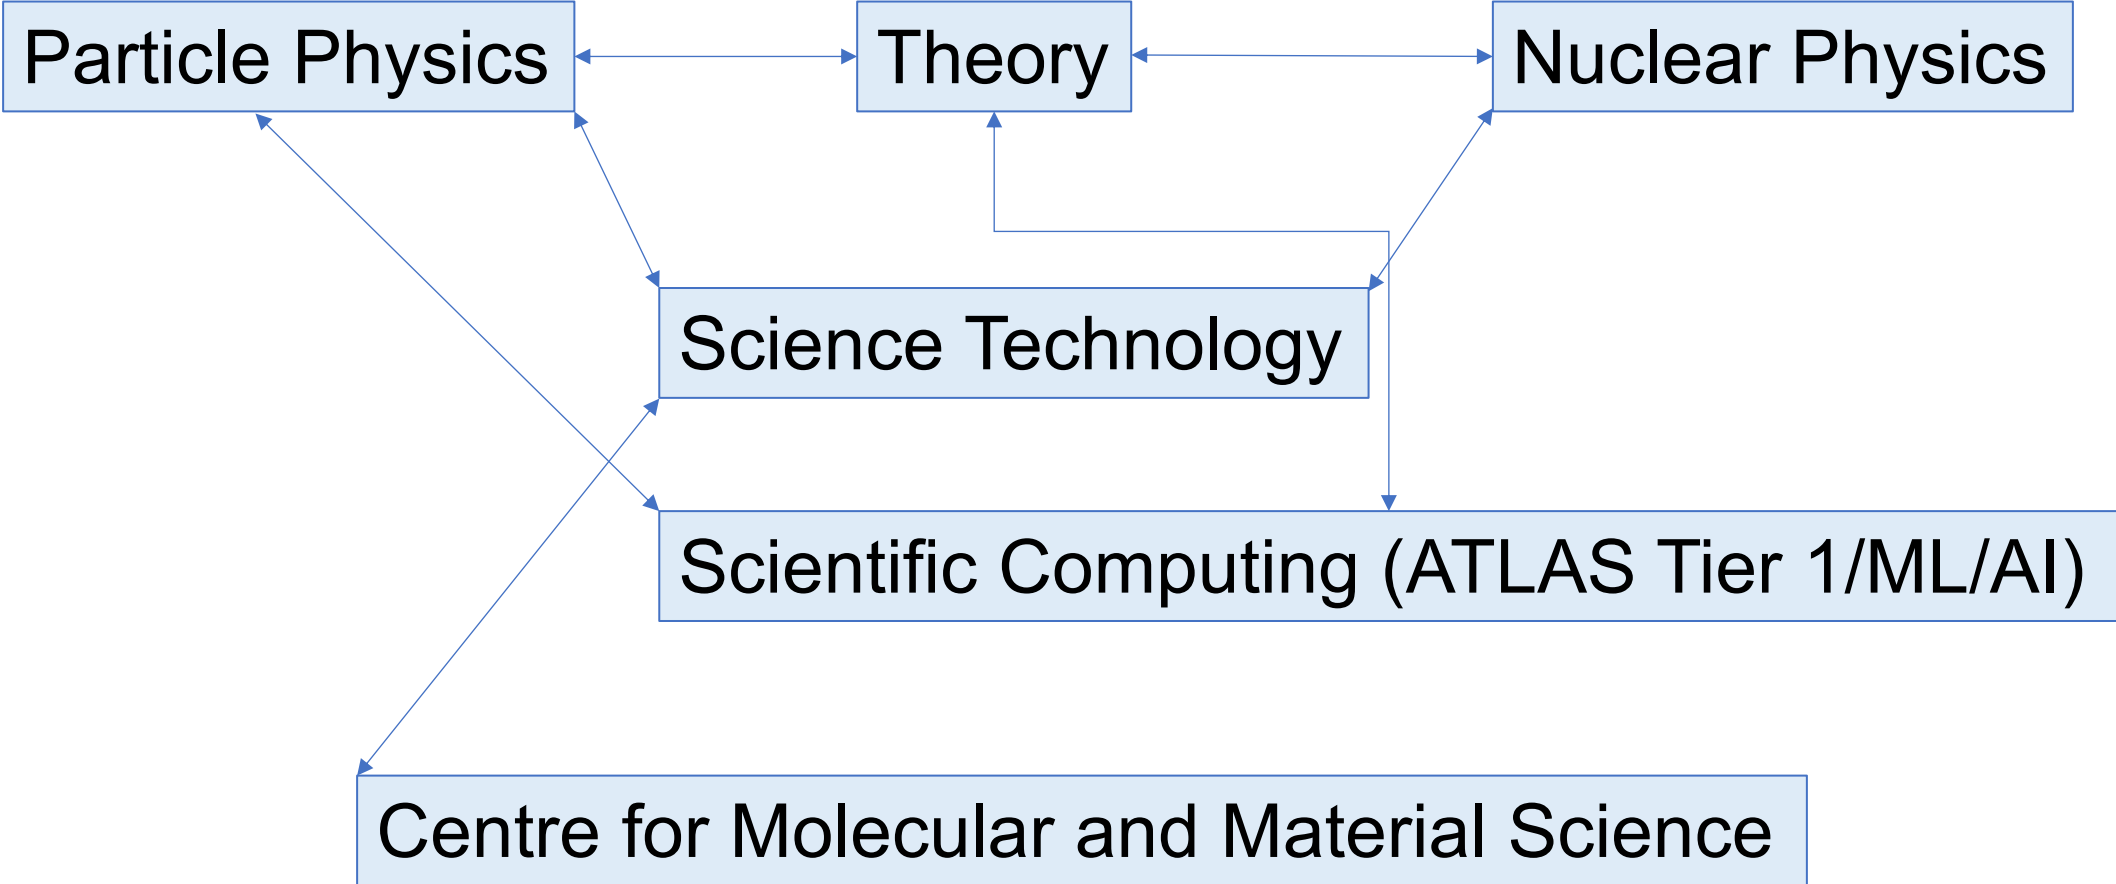 Particle Physics
Theory
Nuclear Physics
Science Technology
Scientific Computing (ATLAS Tier 1/ML/AI)
Centre for Molecular and Material Science